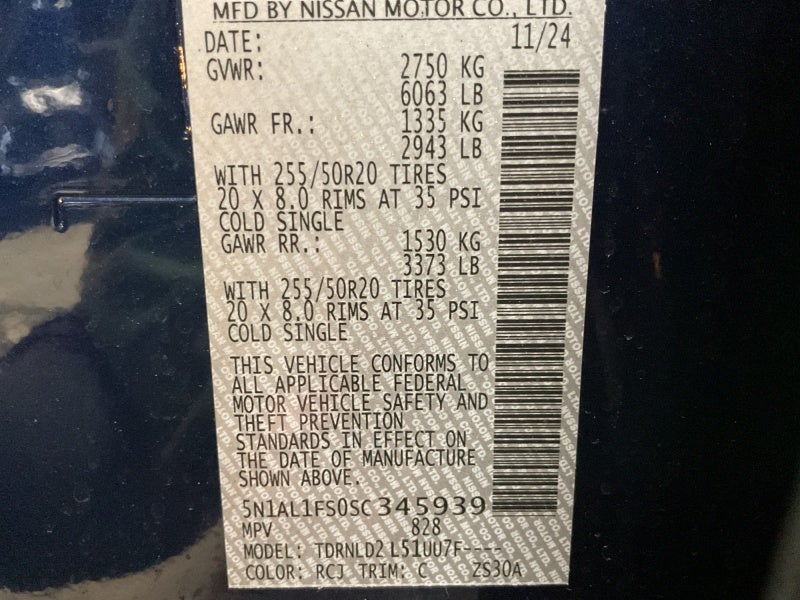 MFD BY NISSAN MOTOR CO., LTD.
DATE: 11/24
GVWR: 2750 KG
6063 LB
GAWR FR.: 1335 KG
2943 LB
WITH 255/50R20 TIRES
20 X 8.0 RIMS AT 35 PSI
COLD SINGLE
GAWR RR.: 1530 KG
3373 LB
WITH 255/50R20 TIRES
20 X 8.0 RIMS AT 35 PSI
COLD SINGLE
THIS VEHICLE CONFORMS TO
ALL APPLICABLE FEDERAL
MOTOR VEHICLE SAFETY AND
THEFT PREVENTION
STANDARDS IN EFFECT ON
THE DATE OF MANUFACTURE
SHOWN ABOVE.
5N1AL1FS0SC345939
MPV 828
MODEL: TDRNLD2 L51UU7F----
COLOR: RCJ TRIM: C ZS30A